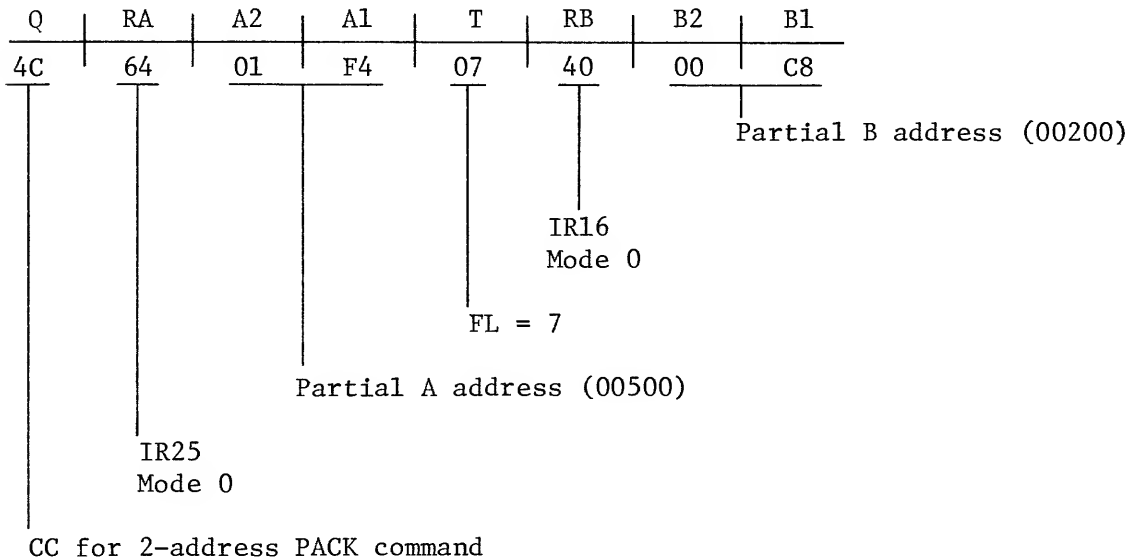 Q RA A2 A1 T RB B2 B1
4C 64 01 F4 07 40 00 C8
Partial B address (00200)
IR16
Mode 0
FL = 7
Partial A address (00500)
IR25
Mode 0
CC for 2-address PACK command